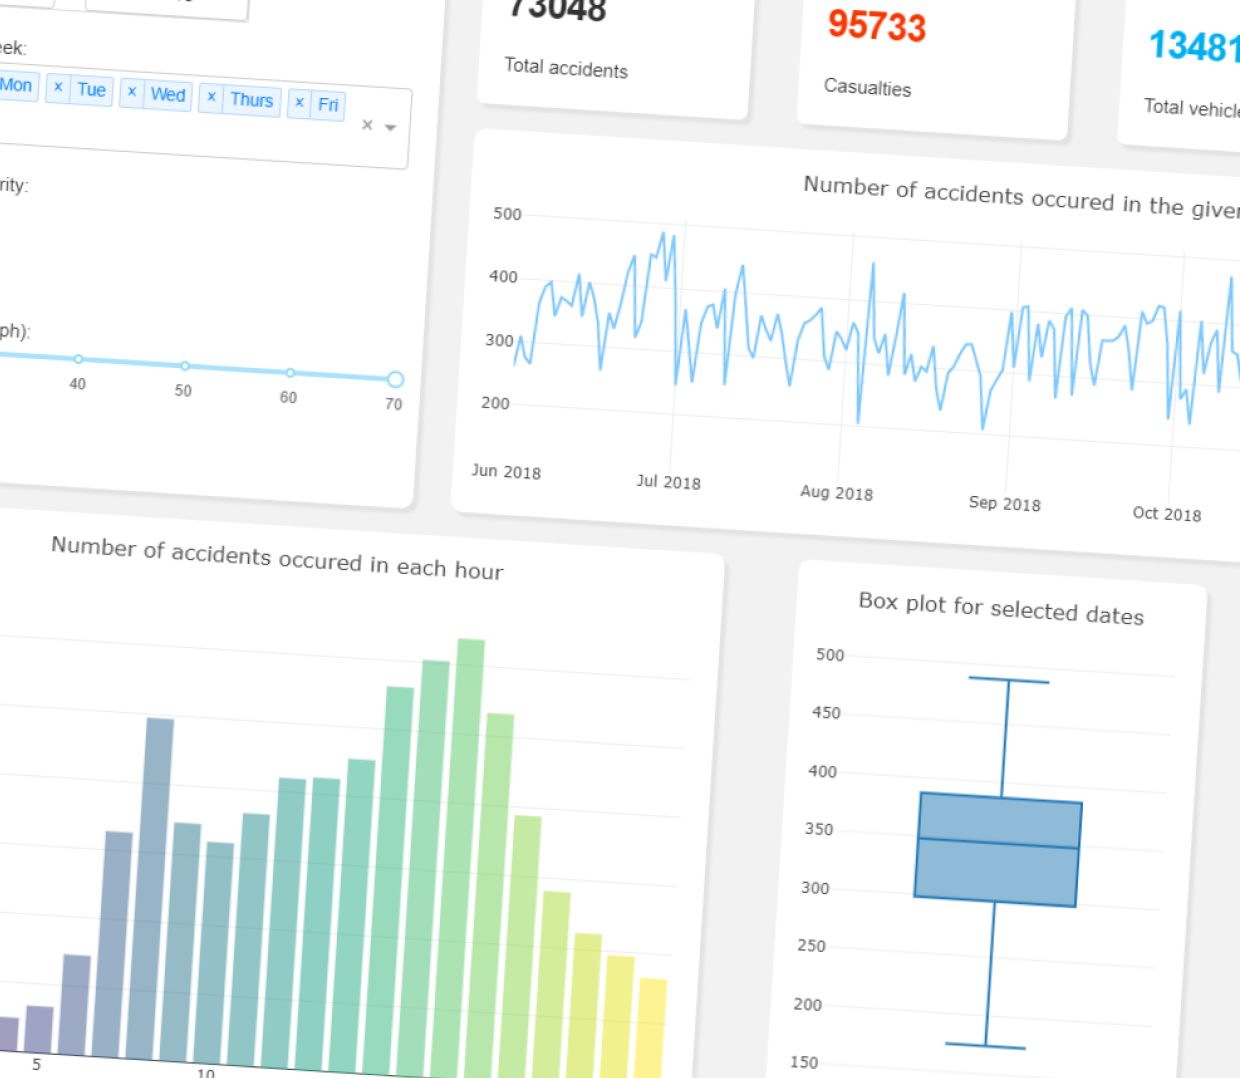 73048
Total accidents
95733
Casualties
13481
Total vehicle
eek:
Mon × Tue × Wed × Thurs × Fri
×
rity:
ph):
40 50 60 70
Number of accidents occured in the given
500
400
300
200
Jun 2018 Jul 2018 Aug 2018 Sep 2018 Oct 2018
Number of accidents occured in each hour
5 10
Box plot for selected dates
500
450
400
350
300
250
200
150